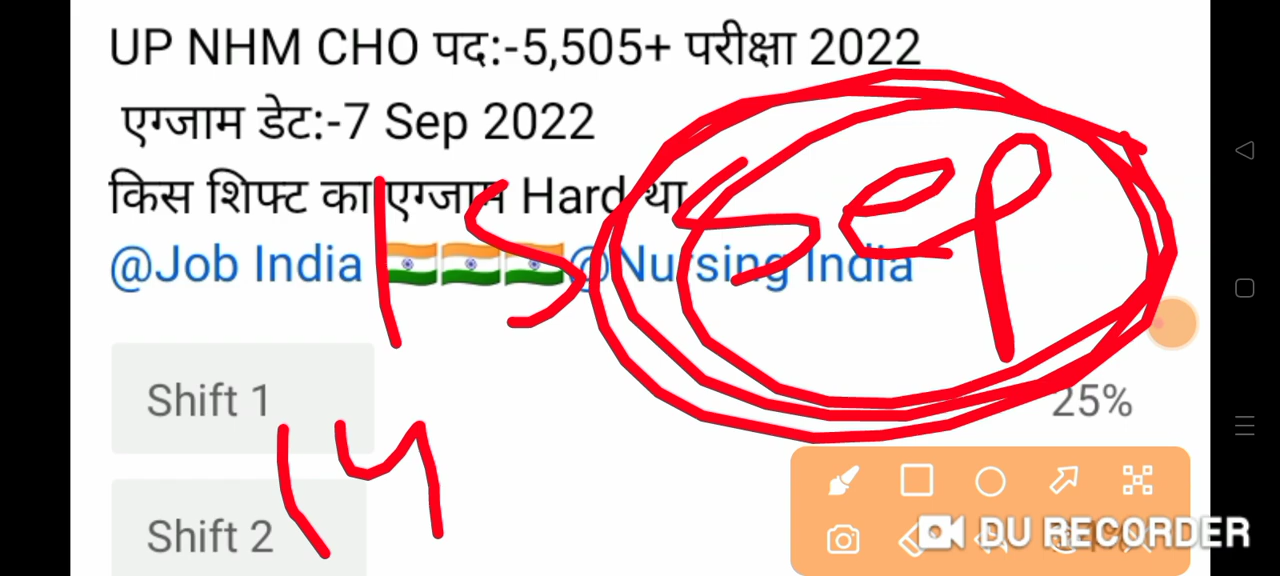 UP NHM CHO पद:-5,505+ परीक्षा 2022
एग्जाम डेट:-7 Sep 2022
किस शिफ्ट का एग्जाम Hard था
@Job India 🇮🇳🇮🇳🇮🇳@Nursing India
15 Sep
Shift 1 25%
14
Shift 2
DU RECORDER